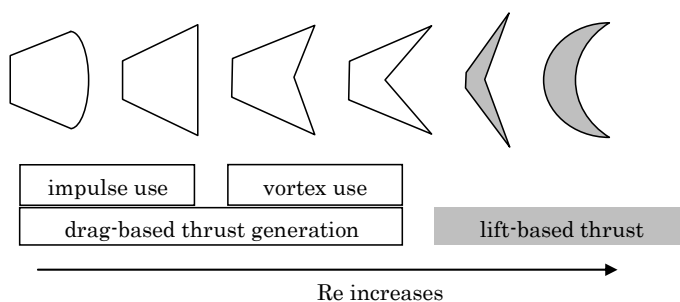 impulse use
vortex use
drag-based thrust generation
lift-based thrust
Re increases